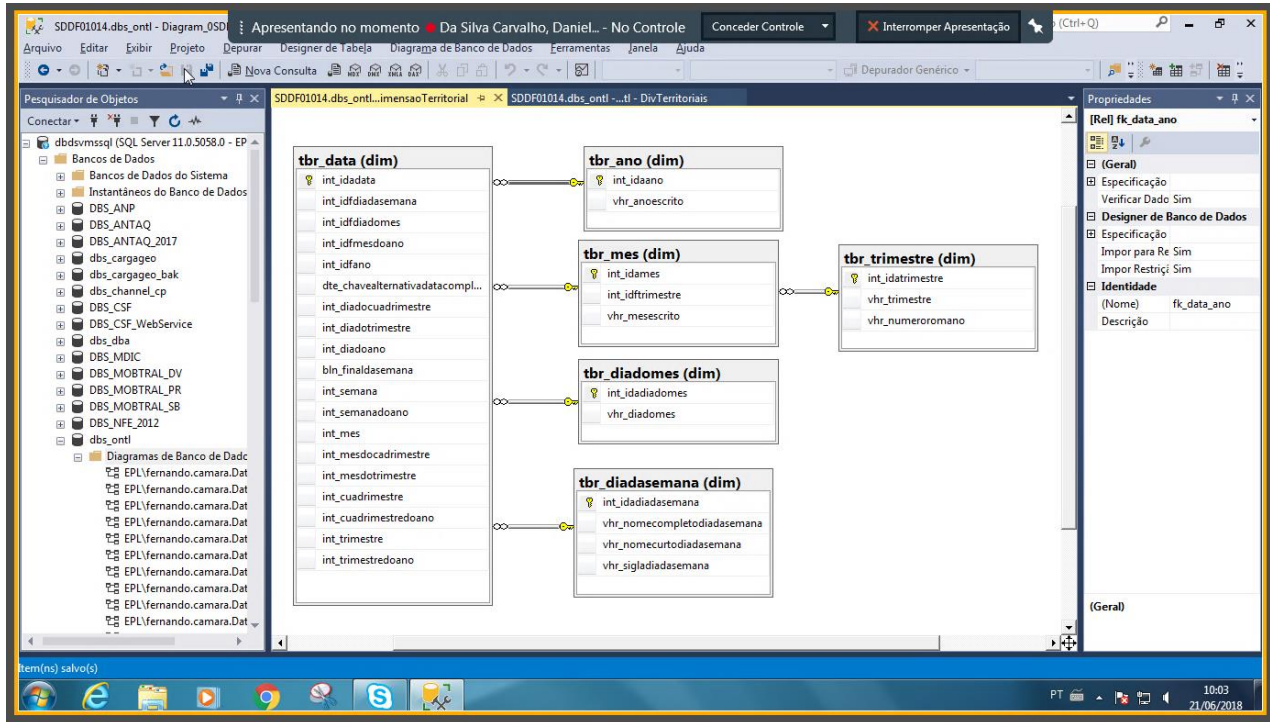 SDDF01014.dbs_ontl - Diagram_0SDD
Apresentando no momento Da Silva Carvalho, Daniel... - No Controle
Conceder Controle
Interromper Apresentação
(Ctrl+Q)
Arquivo Editar Exibir Projeto Depurar Designer de Tabela Diagrama de Banco de Dados Ferramentas Janela Ajuda
Nova Consulta
Depurador Genérico
Pesquisador de Objetos
Conectar
dbdsvmssql (SQL Server 11.0.5058.0 - EP
Bancos de Dados
Bancos de Dados do Sistema
Instantâneos do Banco de Dados
DBS_ANP
DBS_ANTAQ
DBS_ANTAQ_2017
dbs_cargageo
dbs_cargageo_bak
dbs_channel_cp
DBS_CSF
DBS_CSF_WebService
dbs_dba
DBS_MDIC
DBS_MOBTRAL_DV
DBS_MOBTRAL_PR
DBS_MOBTRAL_SB
DBS_NFE_2012
dbs_ontl
Diagramas de Banco de Dado
EPL\fernando.camara.Dat
EPL\fernando.camara.Dat
EPL\fernando.camara.Dat
EPL\fernando.camara.Dat
EPL\fernando.camara.Dat
EPL\fernando.camara.Dat
EPL\fernando.camara.Dat
EPL\fernando.camara.Dat
EPL\fernando.camara.Dat
EPL\fernando.camara.Dat
SDDF01014.dbs_ontl...imensaoTerritorial
SDDF01014.dbs_ontl -...tl - DivTerritoriais
tbr_data (dim)
int_idadata
int_idfdiadasemana
int_idfdiadomes
int_idfmesdoano
int_idfano
dte_chavealternativadatacompl...
int_diadocuadrimestre
int_diadotrimestre
int_diadoano
bln_finaldasemana
int_semana
int_semanadoano
int_mes
int_mesdocadrimestre
int_mesdotrimestre
int_cuadrimestre
int_cuadrimestredoano
int_trimestre
int_trimestredoano
tbr_ano (dim)
int_idaano
vhr_anoescrito
tbr_mes (dim)
int_idames
int_idftrimestre
vhr_mesescrito
tbr_trimestre (dim)
int_idatrimestre
vhr_trimestre
vhr_numeroromano
tbr_diadomes (dim)
int_idadiadomes
vhr_diadomes
tbr_diadasemana (dim)
int_idadiadasemana
vhr_nomecompletodiadasemana
vhr_nomecurtodiadasemana
vhr_sigladiadasemana
Propriedades
[Rel] fk_data_ano
(Geral)
Especificação
Verificar Dado Sim
Designer de Banco de Dados
Especificação
Impor para Re Sim
Impor Restriçi Sim
Identidade
(Nome) fk_data_ano
Descrição
(Geral)
Item(ns) salvo(s)
PT
10:03
21/06/2018